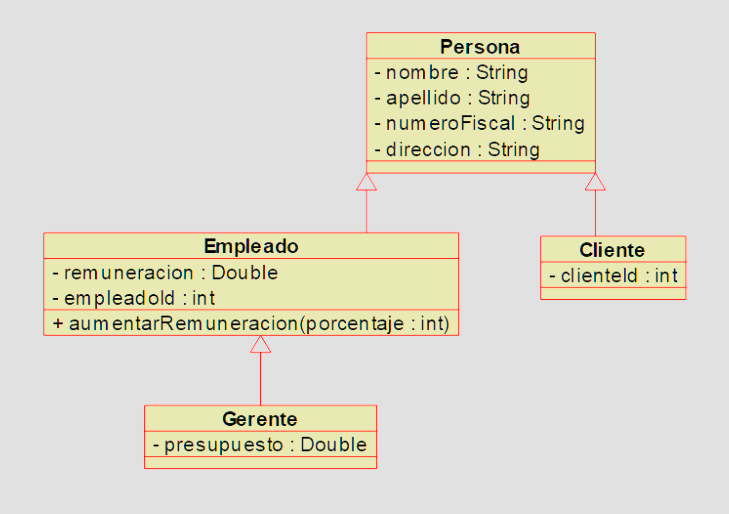 Persona
- nombre : String
- apellido : String
- numeroFiscal : String
- direccion : String
Empleado
- remuneracion : Double
- empleadoId : int
+ aumentarRemuneracion(porcentaje : int)
Cliente
- clienteId : int
Gerente
- presupuesto : Double